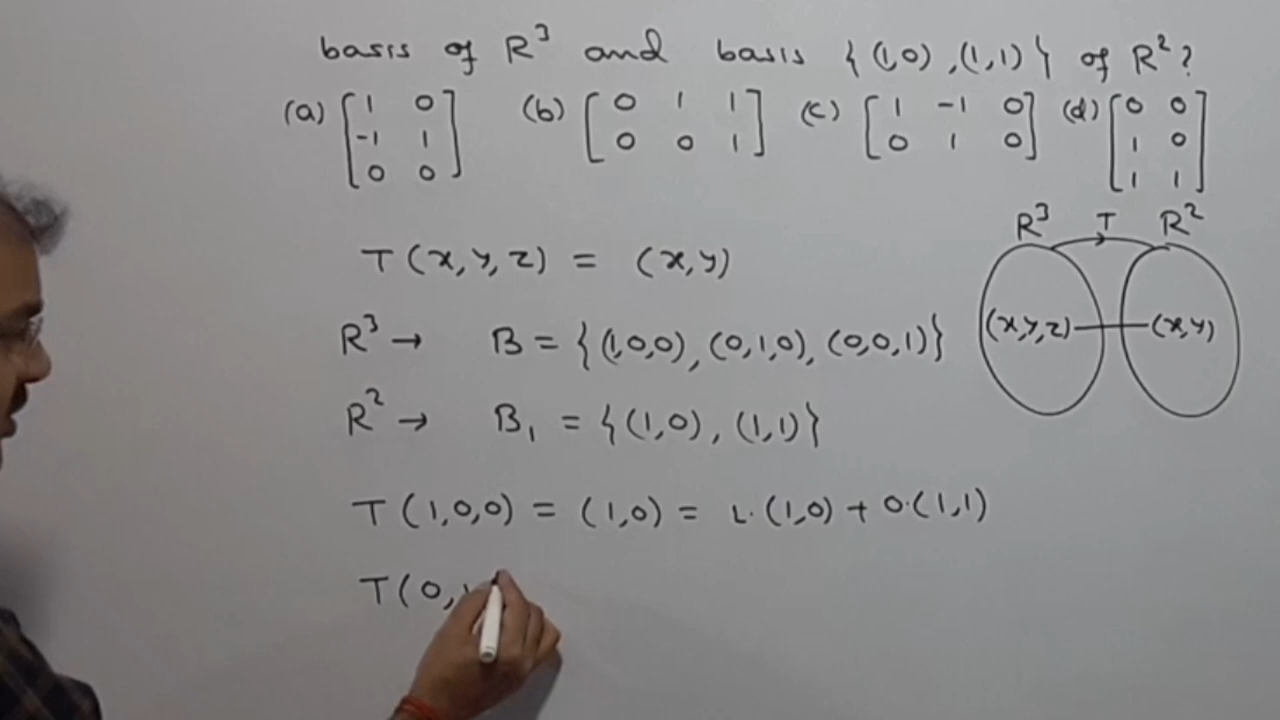 basis of R³ and basis {(1,0),(1,1)} of R²?
(a) [1 0; -1 1; 0 0] (b) [0 1 1; 0 0 1] (c) [1 -1 0; 0 1 0] (d) [0 0; 1 0; 1 1]
R³ T R²
T(x,y,z) = (x,y)
(x,y,z) (x,y)
R³ → B = {(1,0,0), (0,1,0), (0,0,1)}
R² → B₁ = {(1,0), (1,1)}
T(1,0,0) = (1,0) = 1.(1,0) + 0.(1,1)
T(0,